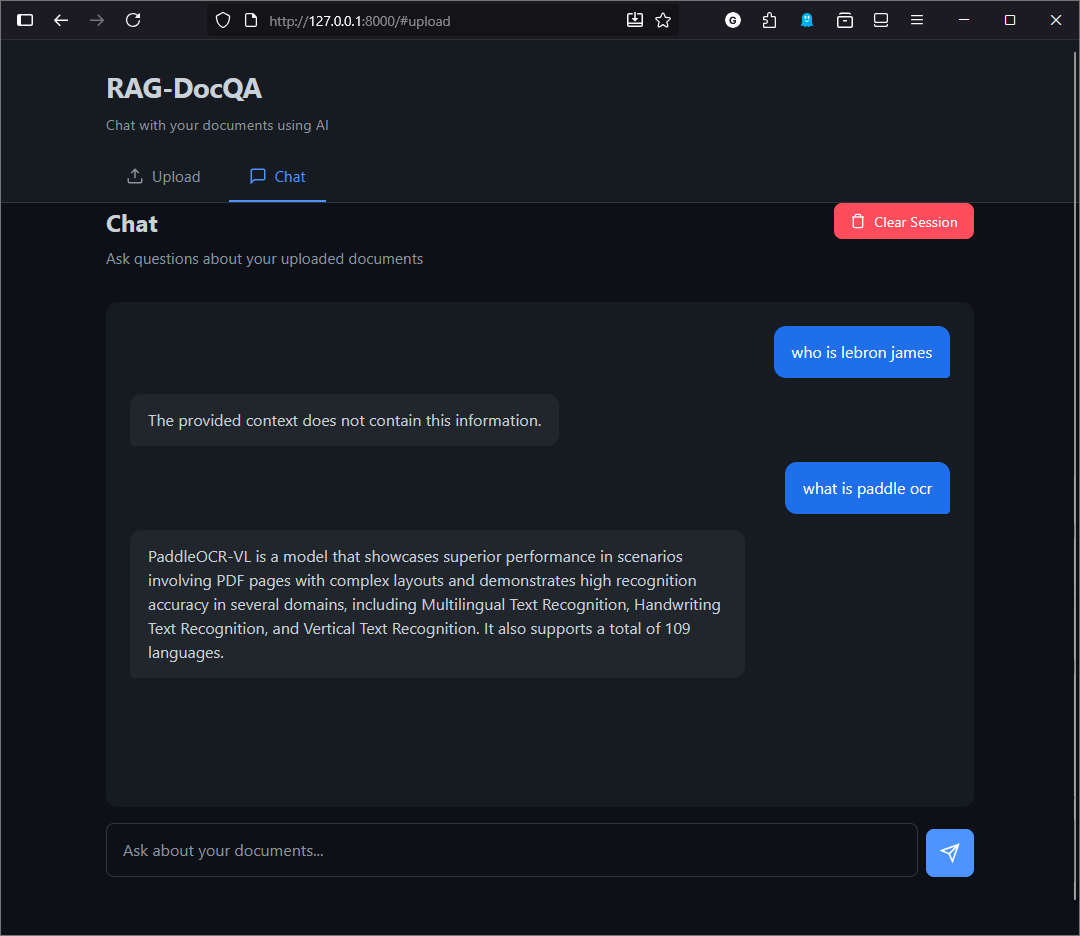 http://127.0.0.1:8000/#upload
G
RAG-DocQA
Chat with your documents using AI
Upload
Chat
Chat
Clear Session
Ask questions about your uploaded documents
who is lebron james
The provided context does not contain this information.
what is paddle ocr
PaddleOCR-VL is a model that showcases superior performance in scenarios
involving PDF pages with complex layouts and demonstrates high recognition
accuracy in several domains, including Multilingual Text Recognition, Handwriting
Text Recognition, and Vertical Text Recognition. It also supports a total of 109
languages.
Ask about your documents...